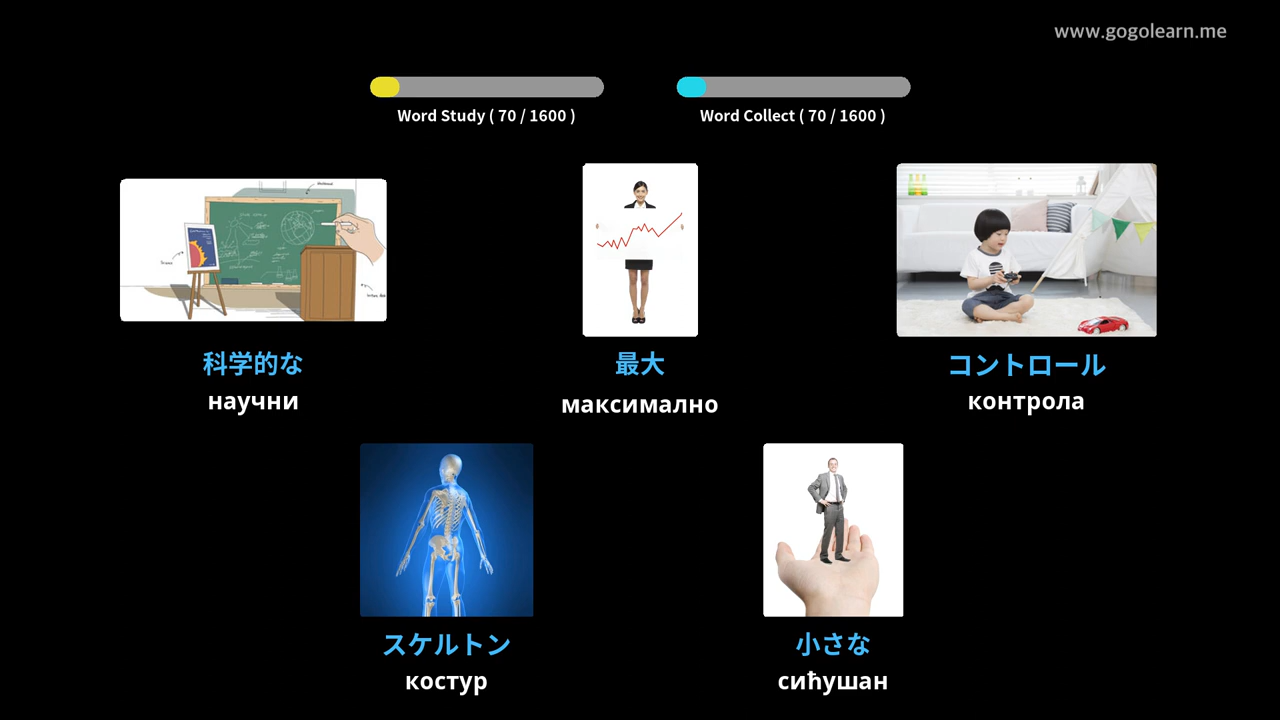 www.gogolearn.me
Word Study ( 70 / 1600 )
Word Collect ( 70 / 1600 )
科学的な
最大
コントロール
научни
максимално
контрола
スケルトン
小さな
костур
сићушан